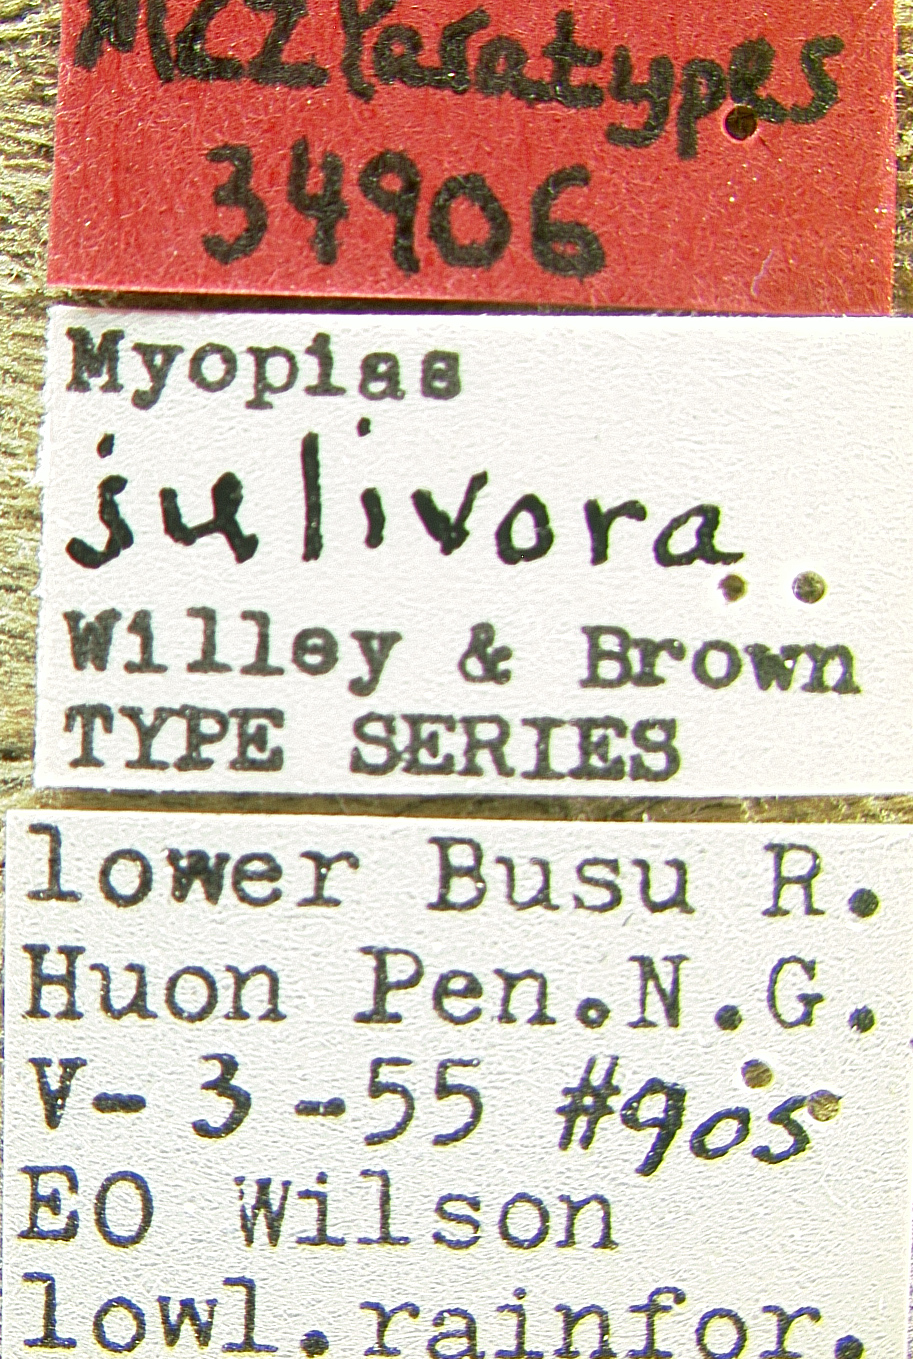 MCZ Paratypes
34906
Myopias
julivora
Willey & Brown
TYPE SERIES
lower Busu R.
Huon Pen.N.G.
V- 3 -55 #905
EO Wilson
lowl.rainfor.